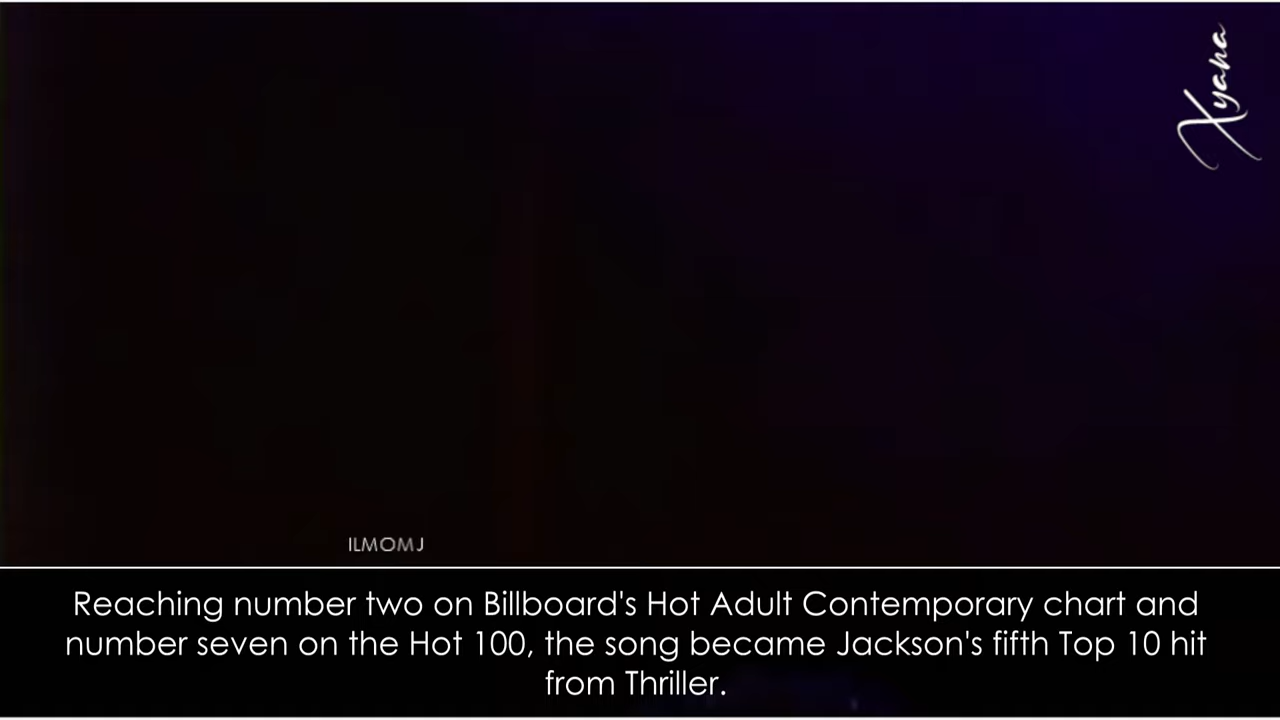 Xyana
ILMOMJ
Reaching number two on Billboard's Hot Adult Contemporary chart and
number seven on the Hot 100, the song became Jackson's fifth Top 10 hit
from Thriller.